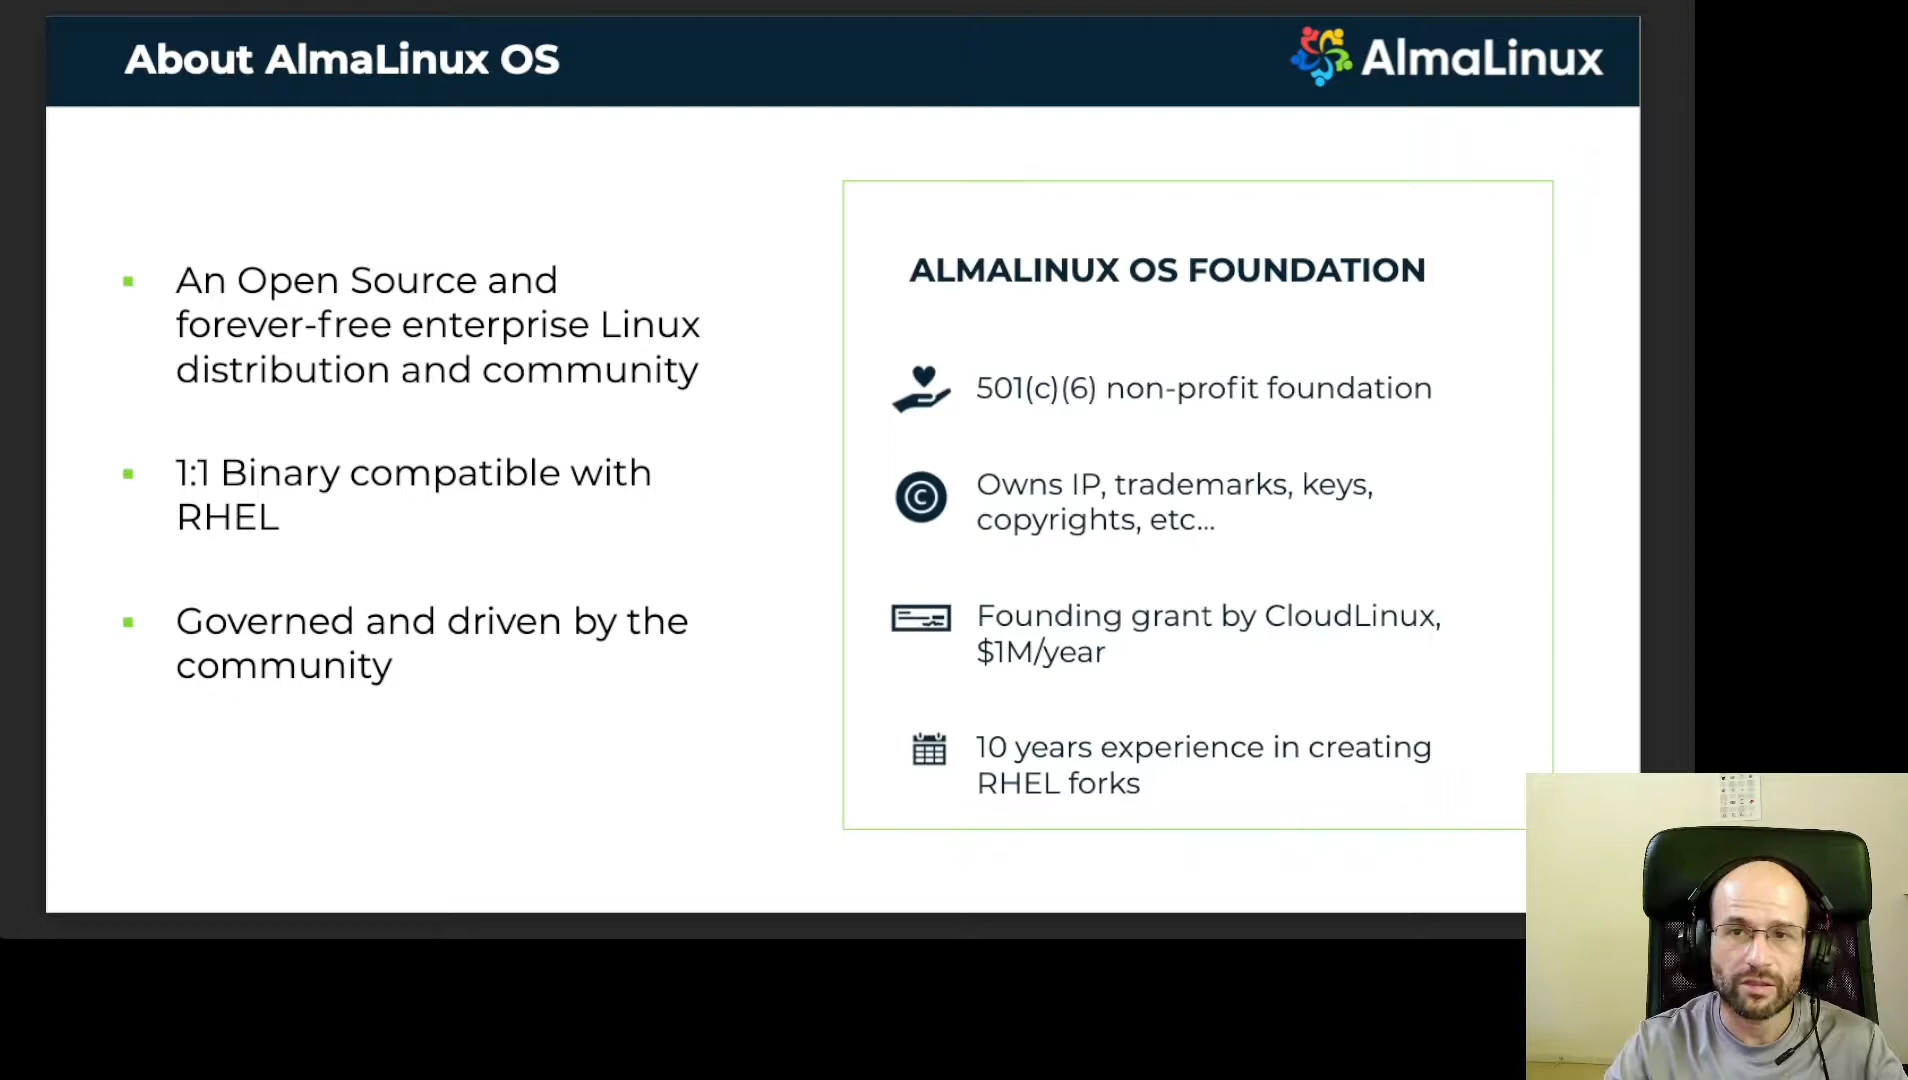 About AlmaLinux OS
AlmaLinux
An Open Source and
forever-free enterprise Linux
distribution and community
1:1 Binary compatible with
RHEL
Governed and driven by the
community
ALMALINUX OS FOUNDATION
501(c)(6) non-profit foundation
Owns IP, trademarks, keys,
copyrights, etc...
Founding grant by CloudLinux,
$1M/year
10 years experience in creating
RHEL forks